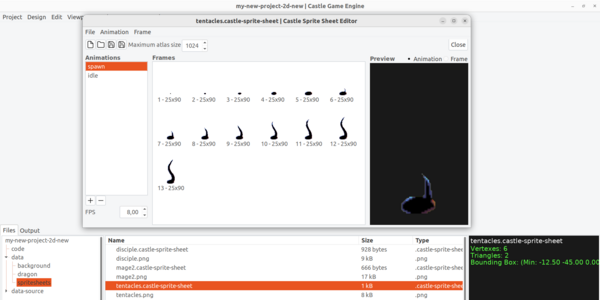 my-new-project-2d-new | Castle Game Engine
Project Design Edit
tentacles.castle-sprite-sheet | Castle Sprite Sheet Editor
File Animation Frame
Maximum atlas size 1024 Close
Animations Frames Preview Animation Frame
spawn
idle
1 - 25x90 2 - 25x90 3 - 25x90 4 - 25x90 5 - 25x90 6 - 25x90
7 - 25x90 8 - 25x90 9 - 25x90 10 - 25x90 11 - 25x90 12 - 25x90
13 - 25x90
FPS 8,00
Files Output
my-new-project-2d-new
code
data
background
dragon
spritesheets
data-source
Name Size Type
disciple.castle-sprite-sheet 928 bytes .castle-shee
disciple.png 9 kB .png
mage2.castle-sprite-sheet 666 bytes .castle-shee
mage2.png 17 kB .png
tentacles.castle-sprite-sheet 1 kB .castle-shee
tentacles.png 8 kB .png
tentacles.castle-sprite-sheet
Vertexes: 6
Triangles: 2
Bounding Box: (Min: -12.50 -45.00 0.00